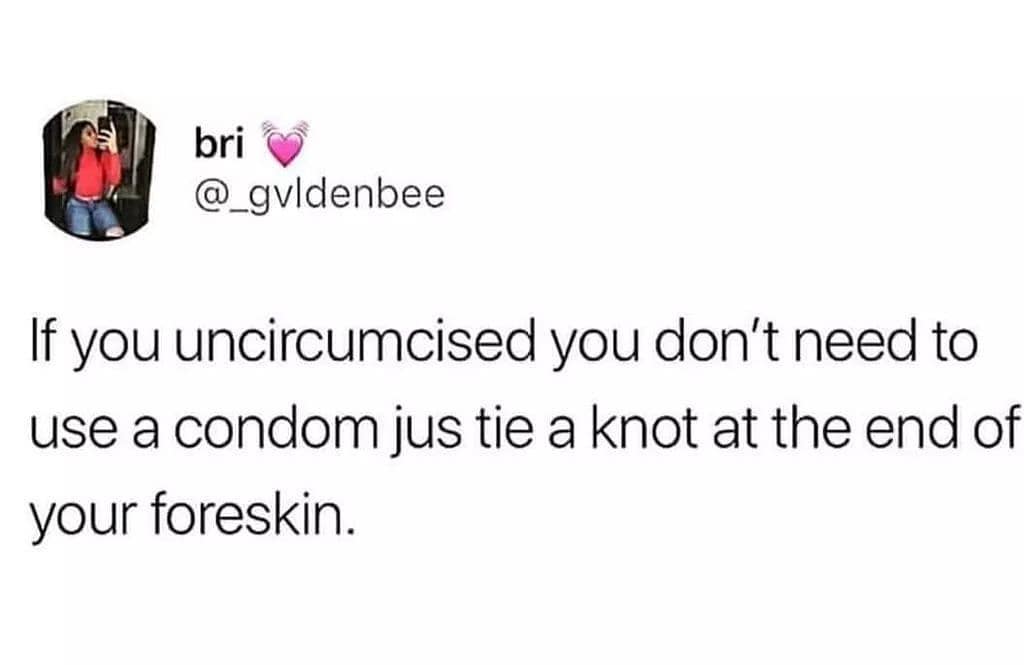 bri 💓
@_gvldenbee
If you uncircumcised you don’t need to
use a condom jus tie a knot at the end of
your foreskin.